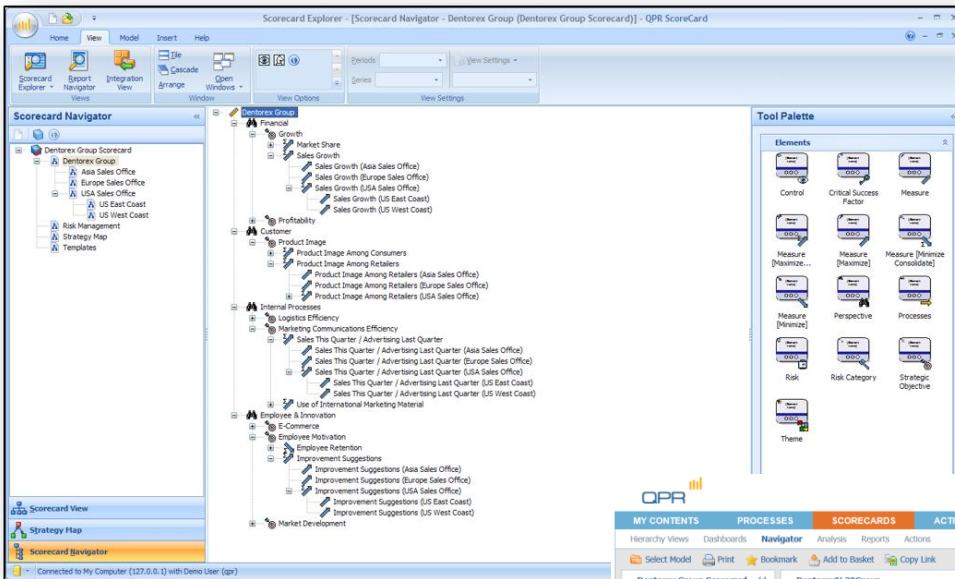 Scorecard Explorer - [Scorecard Navigator - Dentorex Group (Dentorex Group Scorecard)] - QPR ScoreCard
Home View Model Insert Help
Scorecard Explorer
Report Navigator
Integration View
Views
Tile
Cascade
Arrange
Open Windows
Window
View Options
Periods
Series
View Settings
View Settings
Scorecard Navigator
Dentorex Group Scorecard
Dentorex Group
Asia Sales Office
Europe Sales Office
USA Sales Office
US East Coast
US West Coast
Risk Management
Strategy Map
Templates
Scorecard View
Strategy Map
Scorecard Navigator
Dentorex Group
Financial
Growth
Market Share
Sales Growth
Sales Growth (Asia Sales Office)
Sales Growth (Europe Sales Office)
Sales Growth (USA Sales Office)
Sales Growth (US East Coast)
Sales Growth (US West Coast)
Profitability
Customer
Product Image
Product Image Among Consumers
Product Image Among Retailers
Product Image Among Retailers (Asia Sales Office)
Product Image Among Retailers (Europe Sales Office)
Product Image Among Retailers (USA Sales Office)
Internal Processes
Logistics Efficiency
Marketing Communications Efficiency
Sales This Quarter / Advertising Last Quarter
Sales This Quarter / Advertising Last Quarter (Asia Sales Office)
Sales This Quarter / Advertising Last Quarter (Europe Sales Office)
Sales This Quarter / Advertising Last Quarter (USA Sales Office)
Sales This Quarter / Advertising Last Quarter (US East Coast)
Sales This Quarter / Advertising Last Quarter (US West Coast)
Use of International Marketing Material
Employee & Innovation
E-Commerce
Employee Motivation
Employee Retention
Improvement Suggestions
Improvement Suggestions (Asia Sales Office)
Improvement Suggestions (Europe Sales Office)
Improvement Suggestions (USA Sales Office)
Improvement Suggestions (US East Coast)
Improvement Suggestions (US West Coast)
Market Development
Tool Palette
Elements
Control
Critical Success Factor
Measure
Measure [Maximize...
Measure [Maximize]
Measure [Minimize Consolidate]
Measure [Minimize]
Perspective
Processes
Risk
Risk Category
Strategic Objective
Theme
Connected to My Computer (127.0.0.1) with Demo User (qpr)
QPR
MY CONTENTS PROCESSES SCORECARDS ACTI
Hierarchy Views Dashboards Navigator Analysis Reports Actions
Select Model Print Bookmark Add to Basket Copy Link